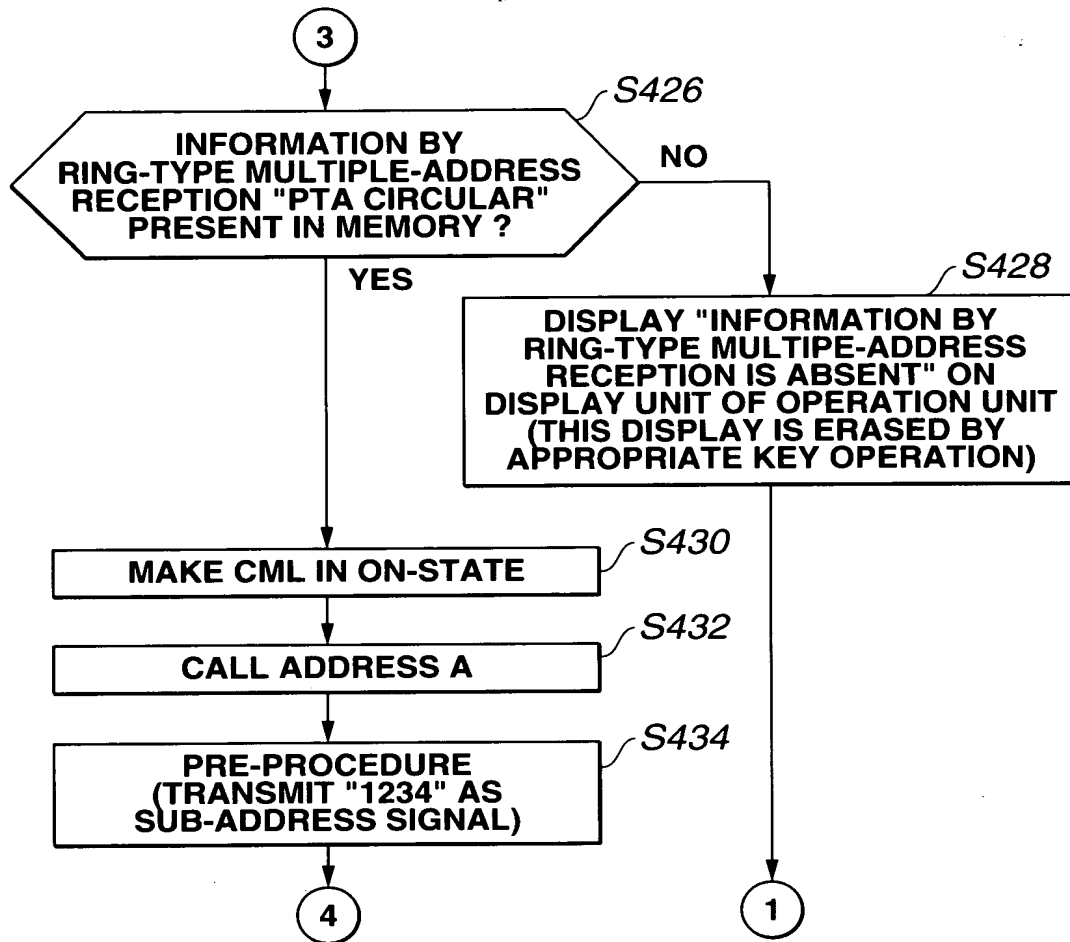 3
S426
INFORMATION BY
RING-TYPE MULTIPLE-ADDRESS
RECEPTION "PTA CIRCULAR"
PRESENT IN MEMORY ?
NO
YES
S428
DISPLAY "INFORMATION BY
RING-TYPE MULTIPE-ADDRESS
RECEPTION IS ABSENT" ON
DISPLAY UNIT OF OPERATION UNIT
(THIS DISPLAY IS ERASED BY
APPROPRIATE KEY OPERATION)
S430
MAKE CML IN ON-STATE
S432
CALL ADDRESS A
S434
PRE-PROCEDURE
(TRANSMIT "1234" AS
SUB-ADDRESS SIGNAL)
4
1